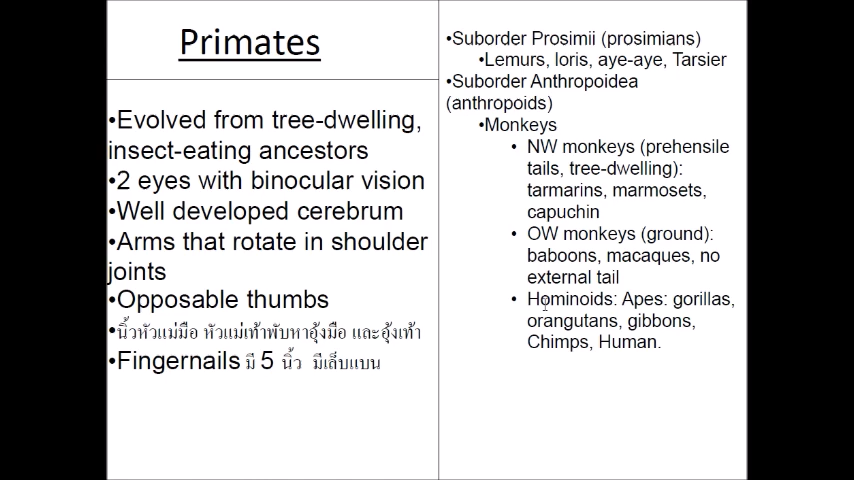 Primates
•Evolved from tree-dwelling,
insect-eating ancestors
•2 eyes with binocular vision
•Well developed cerebrum
•Arms that rotate in shoulder
joints
•Opposable thumbs
•นิ้วหัวแม่มือ หัวแม่เท้าพับหาอุ้งมือ และอุ้งเท้า
•Fingernails มี 5 นิ้ว มีเล็บแบน
•Suborder Prosimii (prosimians)
•Lemurs, loris, aye-aye, Tarsier
•Suborder Anthropoidea
(anthropoids)
•Monkeys
• NW monkeys (prehensile
tails, tree-dwelling):
tarmarins, marmosets,
capuchin
• OW monkeys (ground):
baboons, macaques, no
external tail
• Hominoids: Apes: gorillas,
orangutans, gibbons,
Chimps, Human.